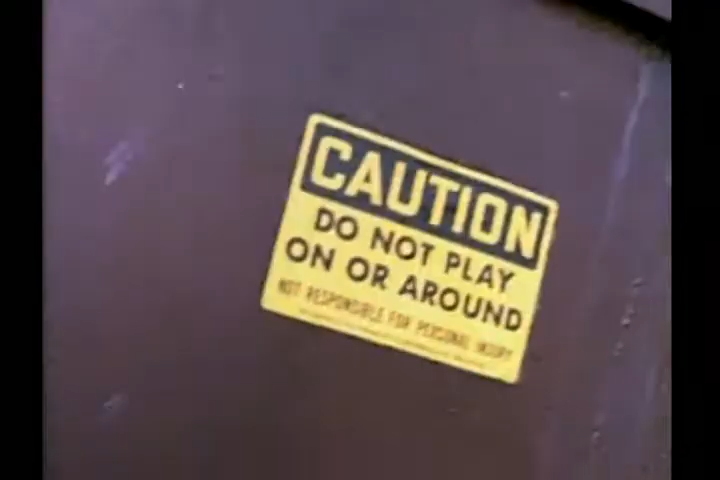 CAUTION
DO NOT PLAY
ON OR AROUND
NOT RESPONSIBLE FOR PERSONAL INJURY